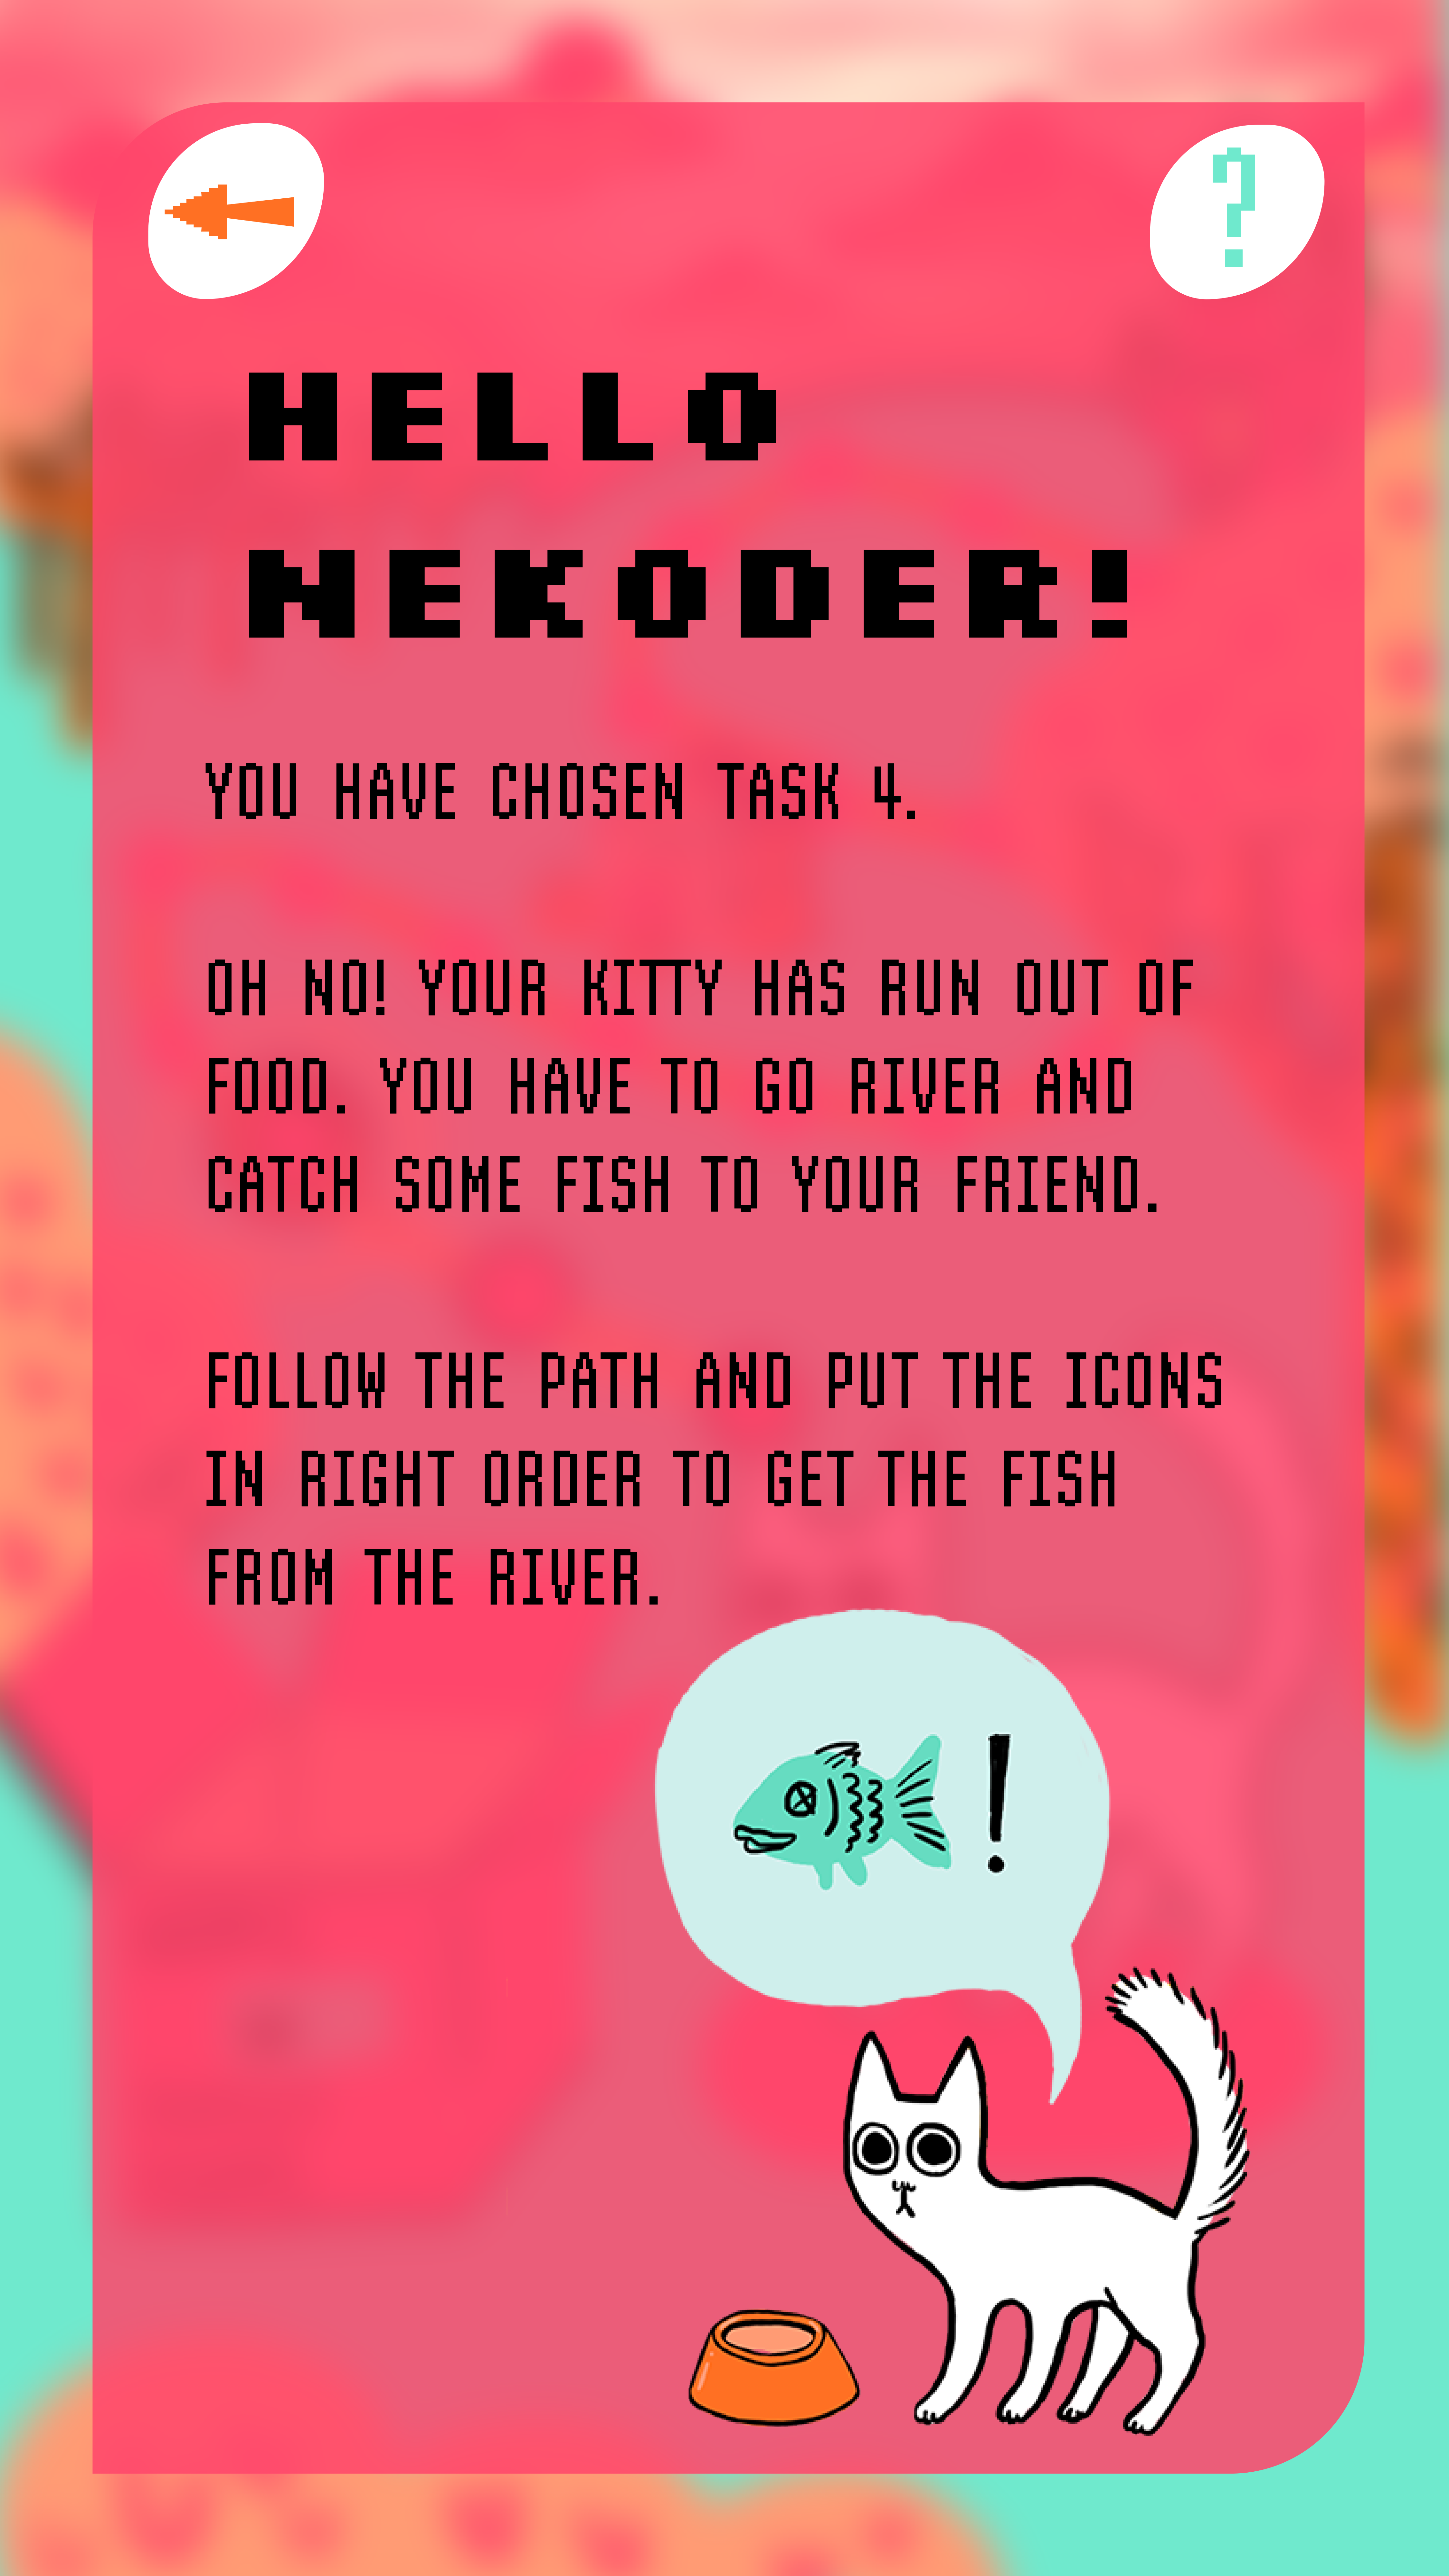 ?
HELLO
NEKODER!
YOU HAVE CHOSEN TASK 4.
OH NO! YOUR KITTY HAS RUN OUT OF
FOOD. YOU HAVE TO GO RIVER AND
CATCH SOME FISH TO YOUR FRIEND.
FOLLOW THE PATH AND PUT THE ICONS
IN RIGHT ORDER TO GET THE FISH
FROM THE RIVER.
!